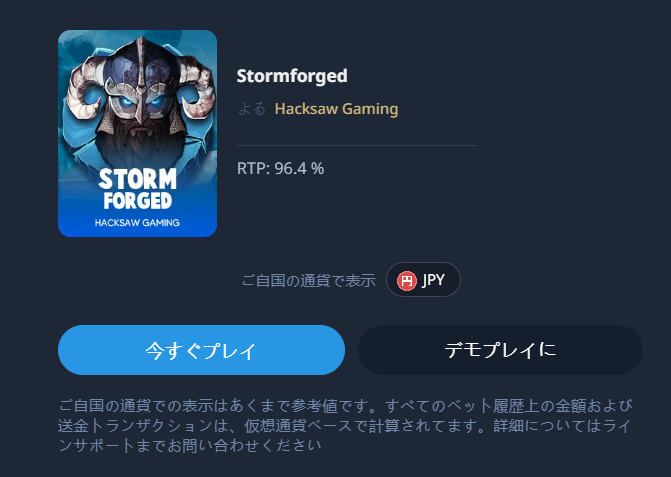 STORM
FORGED
HACKSAW GAMING
Stormforged
よる Hacksaw Gaming
RTP: 96.4 %
ご自国の通貨で表示 円 JPY
今すぐプレイ
デモプレイに
ご自国の通貨での表示はあくまで参考値です。すべてのベット履歴上の金額および
送金トランザクションは、仮想通貨ベースで計算されてます。詳細についてはライ
ンサポートまでお問い合わせください